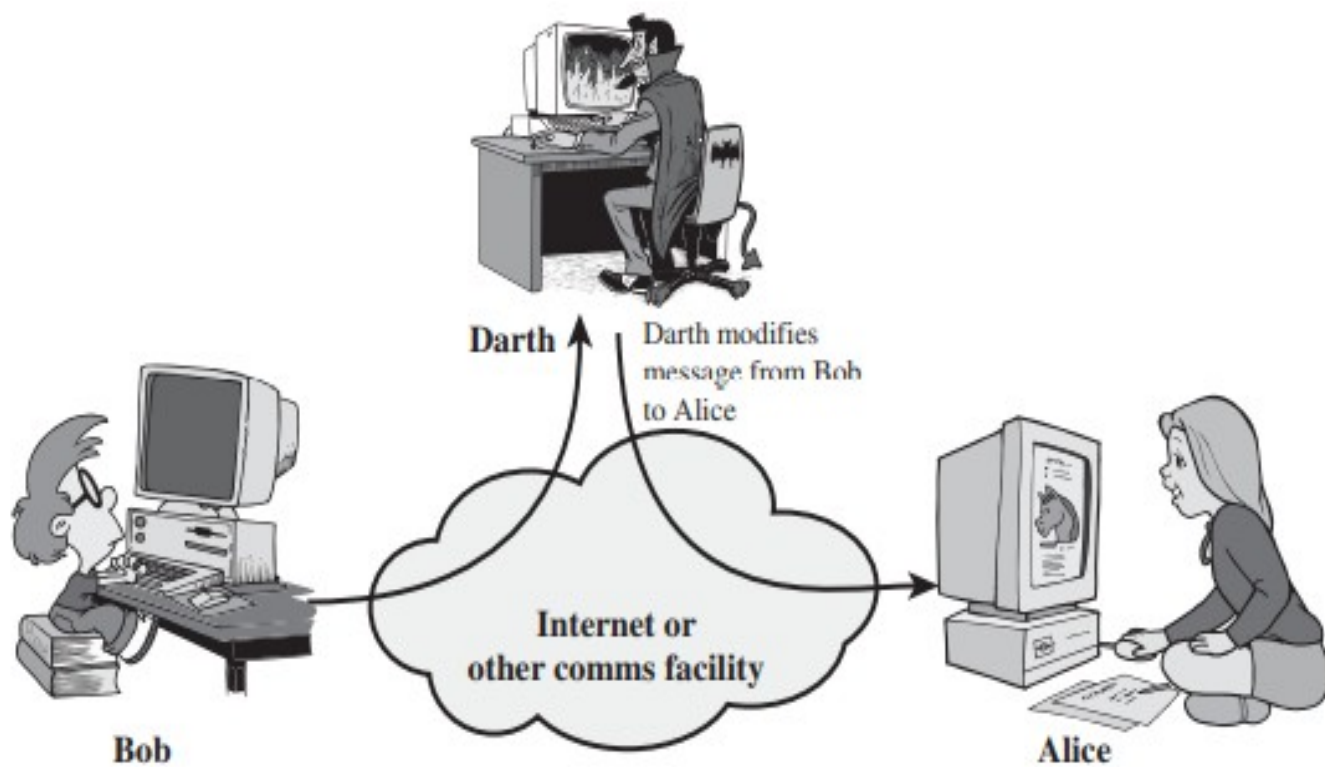 Darth
Darth modifies
message from Bob
to Alice
Internet or
other comms facility
Bob
Alice